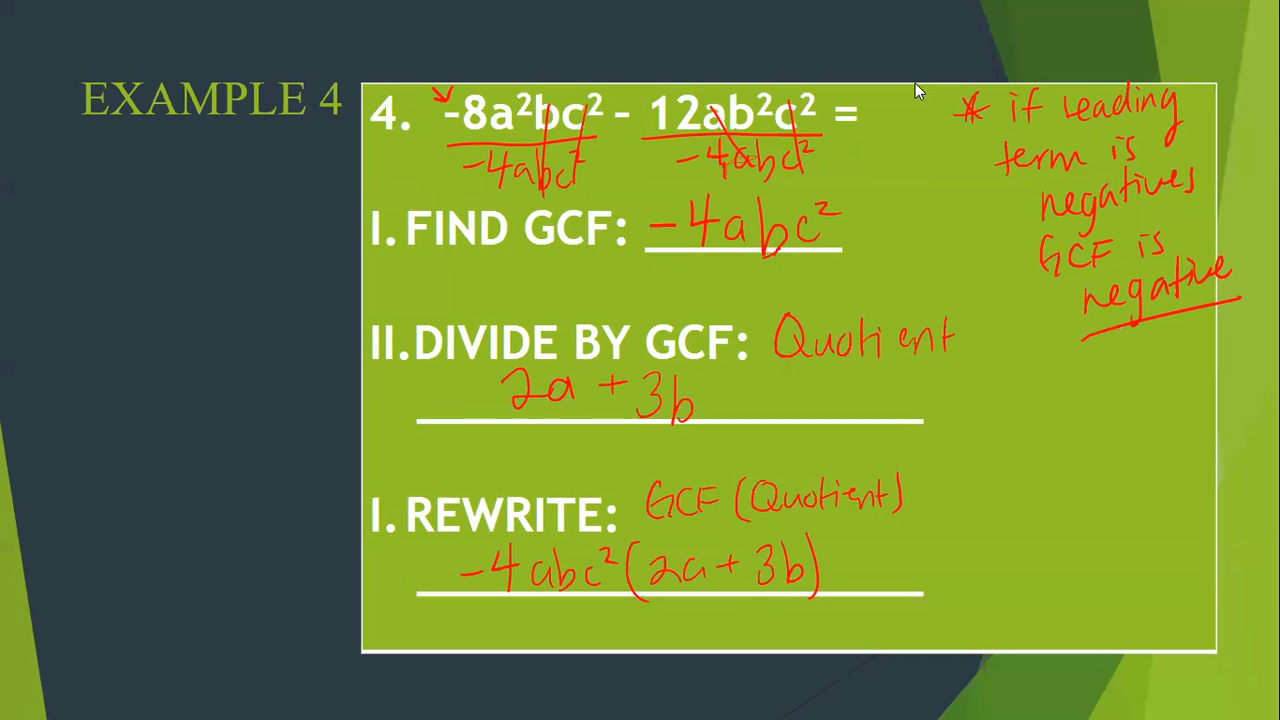 EXAMPLE 4
4. -8a²bc² - 12ab²c² =
-4abc² -4abc²
* if leading
term is
negatives
GCF is
negative
I. FIND GCF: -4abc²
II. DIVIDE BY GCF: Quotient
2a + 3b
I. REWRITE: GCF (Quotient)
-4abc² (2a + 3b)